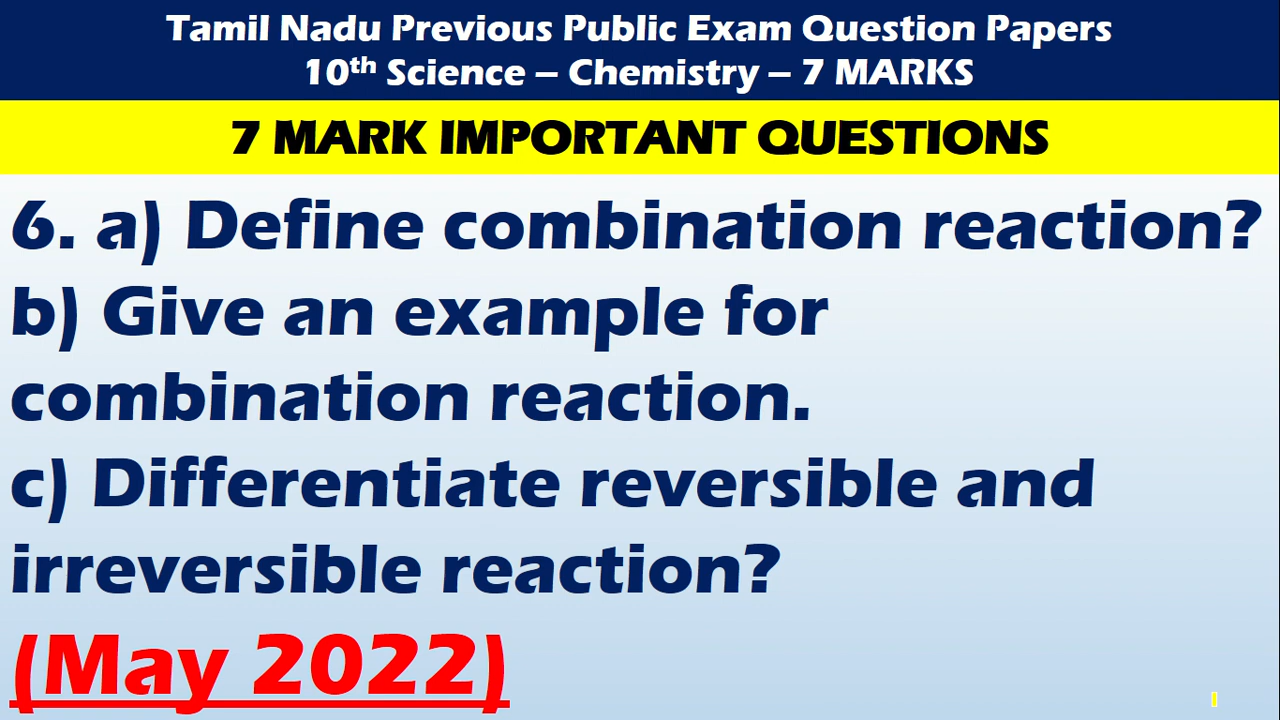 Tamil Nadu Previous Public Exam Question Papers
10th Science – Chemistry – 7 MARKS
7 MARK IMPORTANT QUESTIONS
6. a) Define combination reaction?
b) Give an example for
combination reaction.
c) Differentiate reversible and
irreversible reaction?
(May 2022)